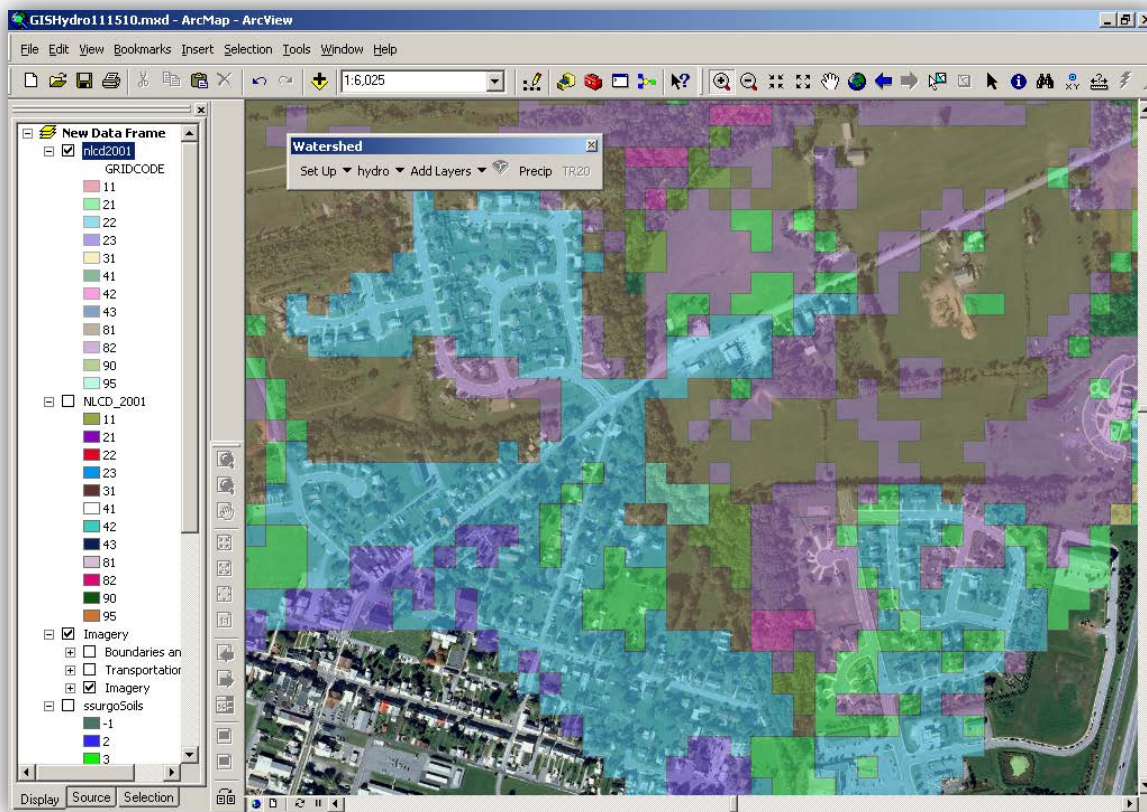 GISHydro111510.mxd - ArcMap - ArcView
File Edit View Bookmarks Insert Selection Tools Window Help
1:6,025
XY
New Data Frame
nlcd2001
GRIDCODE
11
21
22
23
31
41
42
43
81
82
90
95
NLCD_2001
11
21
22
23
31
41
42
43
81
82
90
95
Imagery
Boundaries an
Transportation
Imagery
ssurgoSoils
-1
2
3
Display Source Selection
1:1
Watershed
Set Up hydro Add Layers Precip TR20